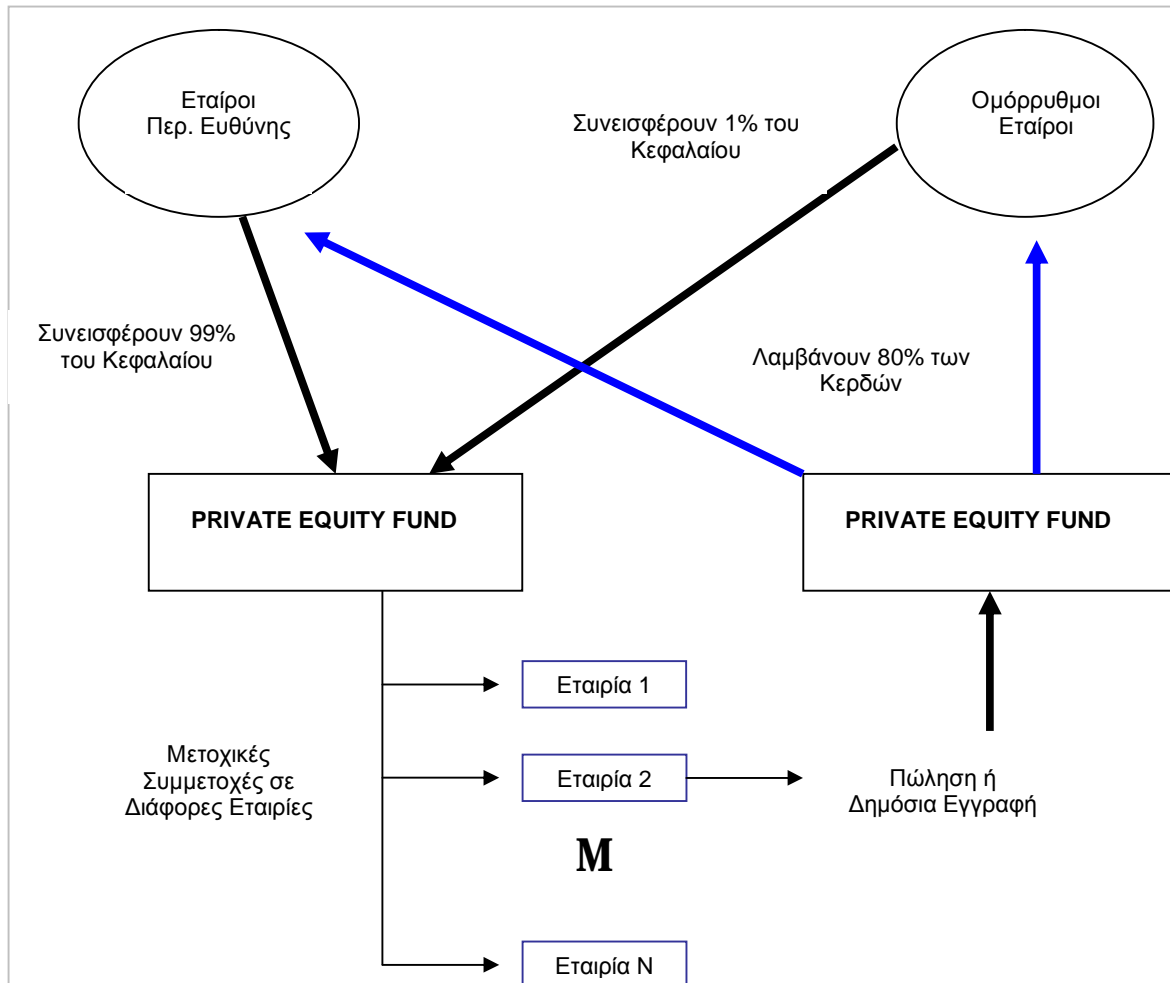 Εταίροι
Περ. Ευθύνης
Συνεισφέρουν 1% του
Κεφαλαίου
Ομόρρυθμοι
Εταίροι
Συνεισφέρουν 99%
του Κεφαλαίου
Λαμβάνουν 80% των
Κερδών
PRIVATE EQUITY FUND
PRIVATE EQUITY FUND
Εταιρία 1
Μετοχικές
Συμμετοχές σε
Διάφορες Εταιρίες
Εταιρία 2
Πώληση ή
Δημόσια Εγγραφή
Μ
Εταιρία Ν